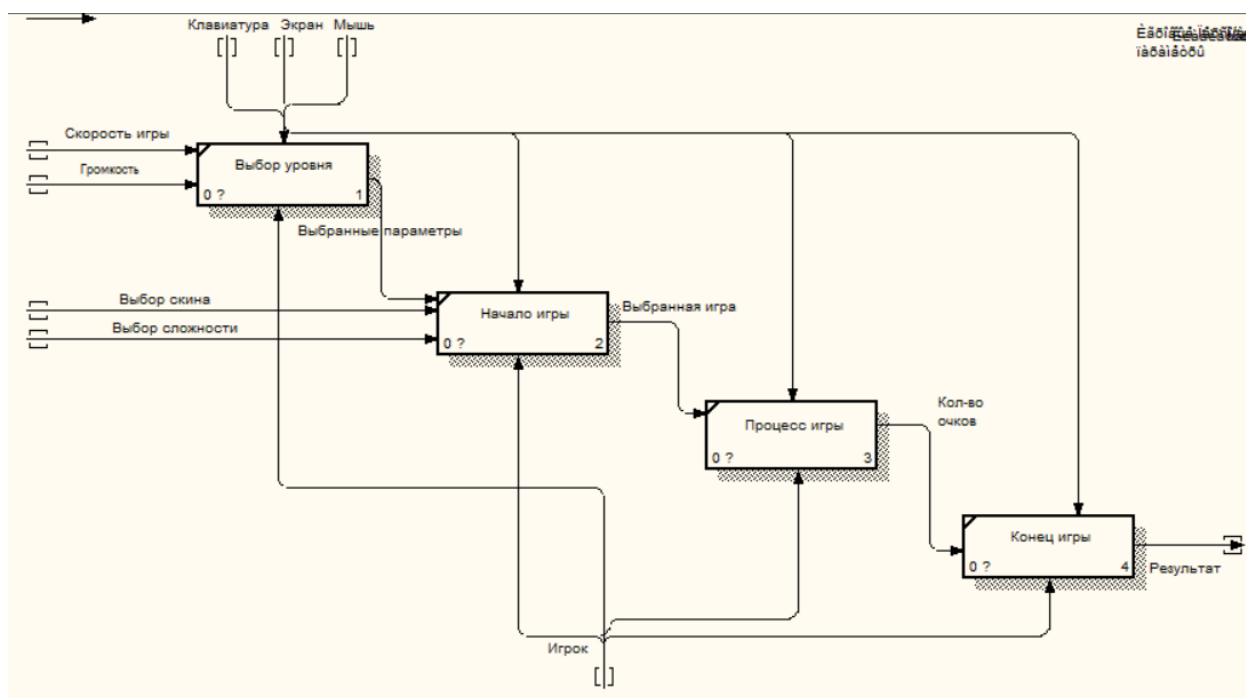 Клавиатура Экран Мышь
Скорость игры
Громкость
Выбор уровня
0 ? 1
Выбранные параметры
Выбор скина
Выбор сложности
Начало игры
0 ? 2
Выбранная игра
Процесс игры
0 ? 3
Кол-во
очков
Конец игры
0 ? 4
Результат
Игрок
ïàðàìåòðû